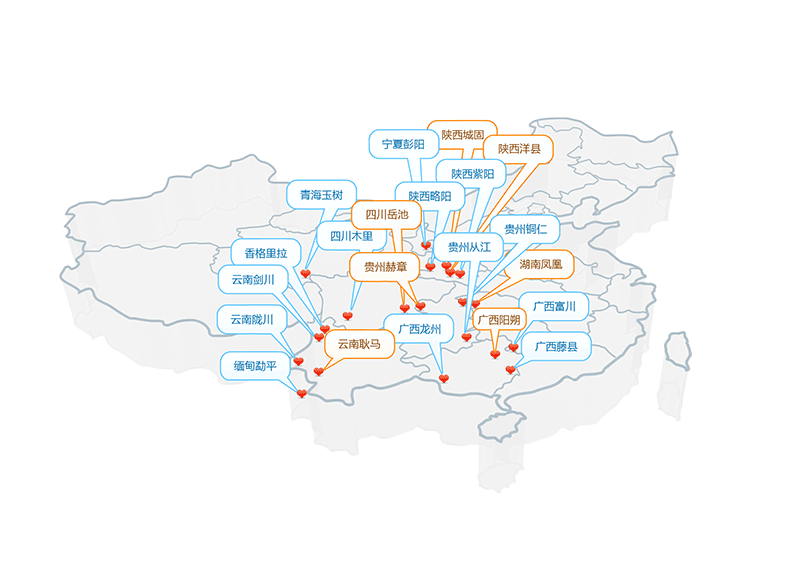 陕西城固
宁夏彭阳
陕西洋县
陕西紫阳
青海玉树
陕西略阳
四川岳池
贵州铜仁
四川木里
贵州从江
香格里拉
湖南凤凰
贵州赫章
云南剑川
广西富川
云南陇川
广西阳朔
广西龙州
云南耿马
广西藤县
缅甸勐平